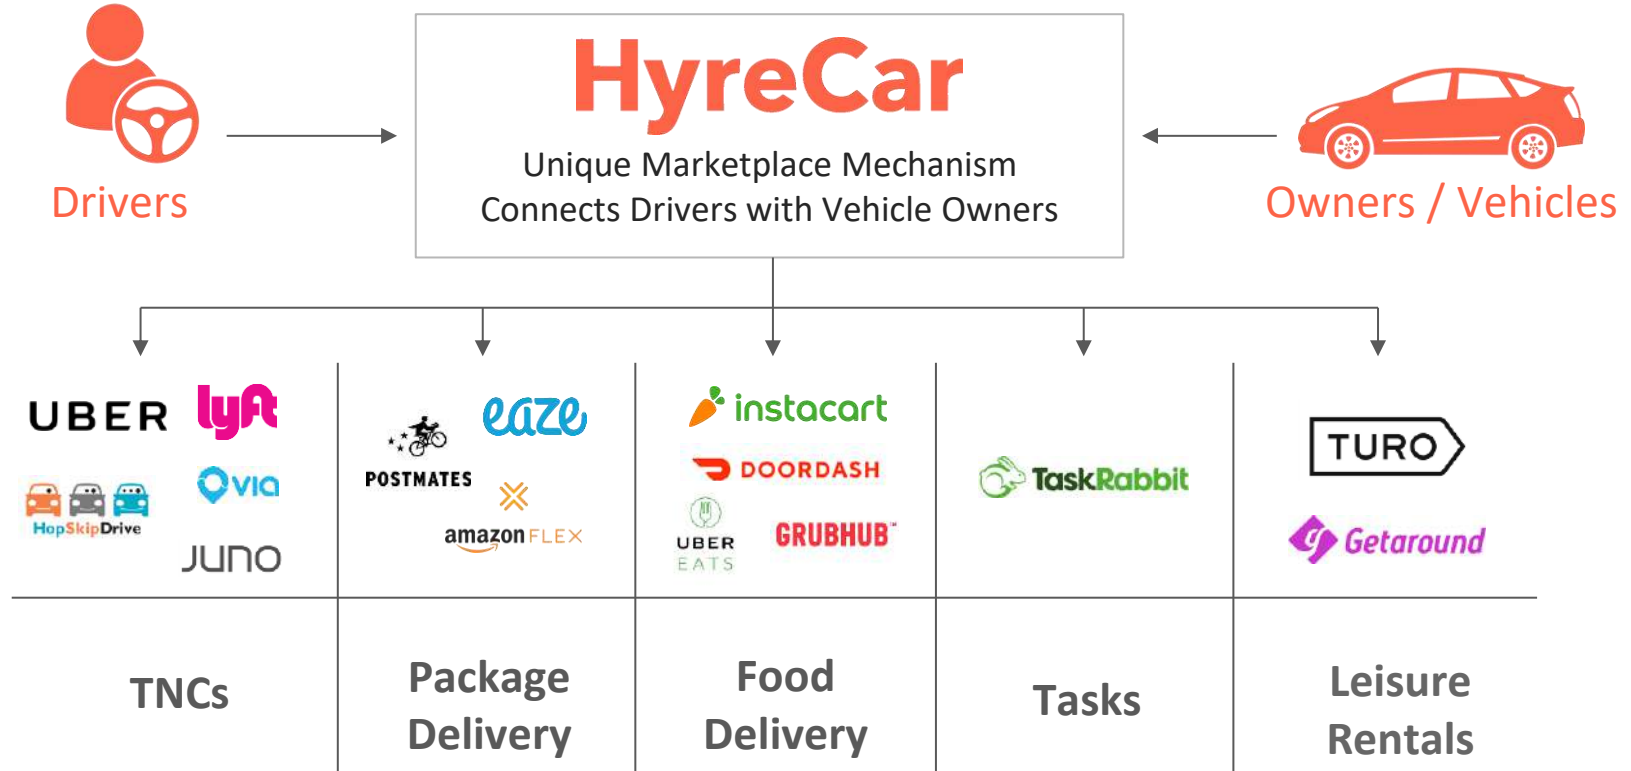 HyreCar
Unique Marketplace Mechanism
Connects Drivers with Vehicle Owners
Drivers
Owners / Vehicles
UBER
lyft
HopSkipDrive
via
JUNO
POSTMATES
eaze
amazon FLEX
instacart
DOORDASH
UBER
EATS
GRUBHUB™
TaskRabbit
TURO
Getaround
TNCs
Package
Delivery
Food
Delivery
Tasks
Leisure
Rentals